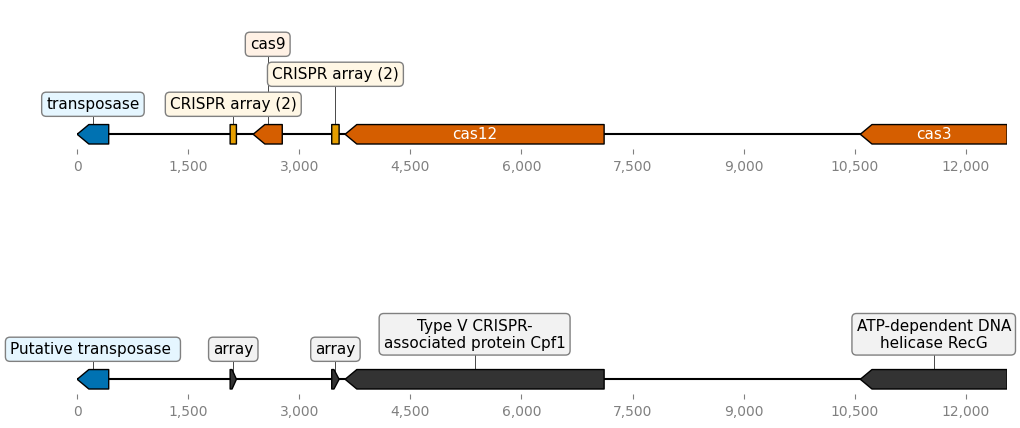 cas9
CRISPR array (2)
transposase
CRISPR array (2)
cas12
cas3
0 1,500 3,000 4,500 6,000 7,500 9,000 10,500 12,000
Type V CRISPR-
associated protein Cpf1
ATP-dependent DNA
helicase RecG
Putative transposase
array
array
0 1,500 3,000 4,500 6,000 7,500 9,000 10,500 12,000